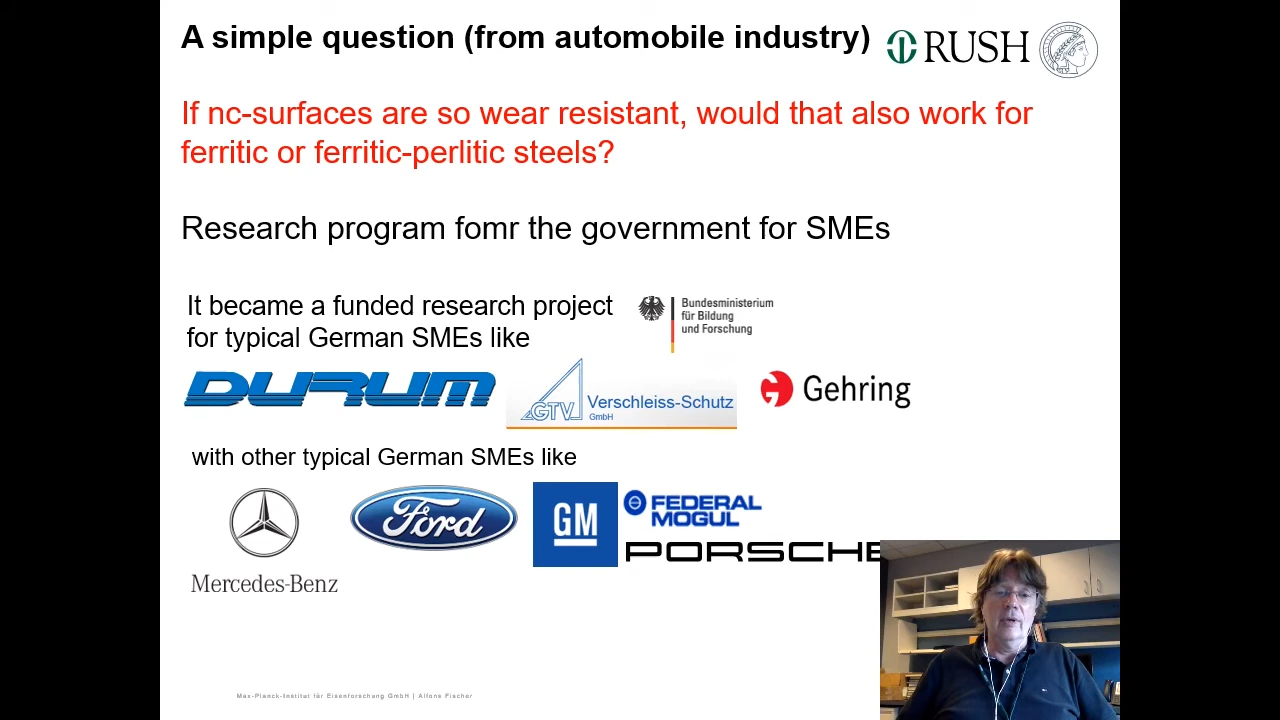 A simple question (from automobile industry)
RUSH
If nc-surfaces are so wear resistant, would that also work for
ferritic or ferritic-perlitic steels?
Research program fomr the government for SMEs
It became a funded research project
for typical German SMEs like
Bundesministerium
für Bildung
und Forschung
DURUM
GTV
Verschleiss-Schutz
GmbH
Gehring
with other typical German SMEs like
Mercedes-Benz
Ford
GM
FEDERAL
MOGUL
PORSCHE
Max-Planck-Institut für Eisenforschung GmbH | Alfons Fischer